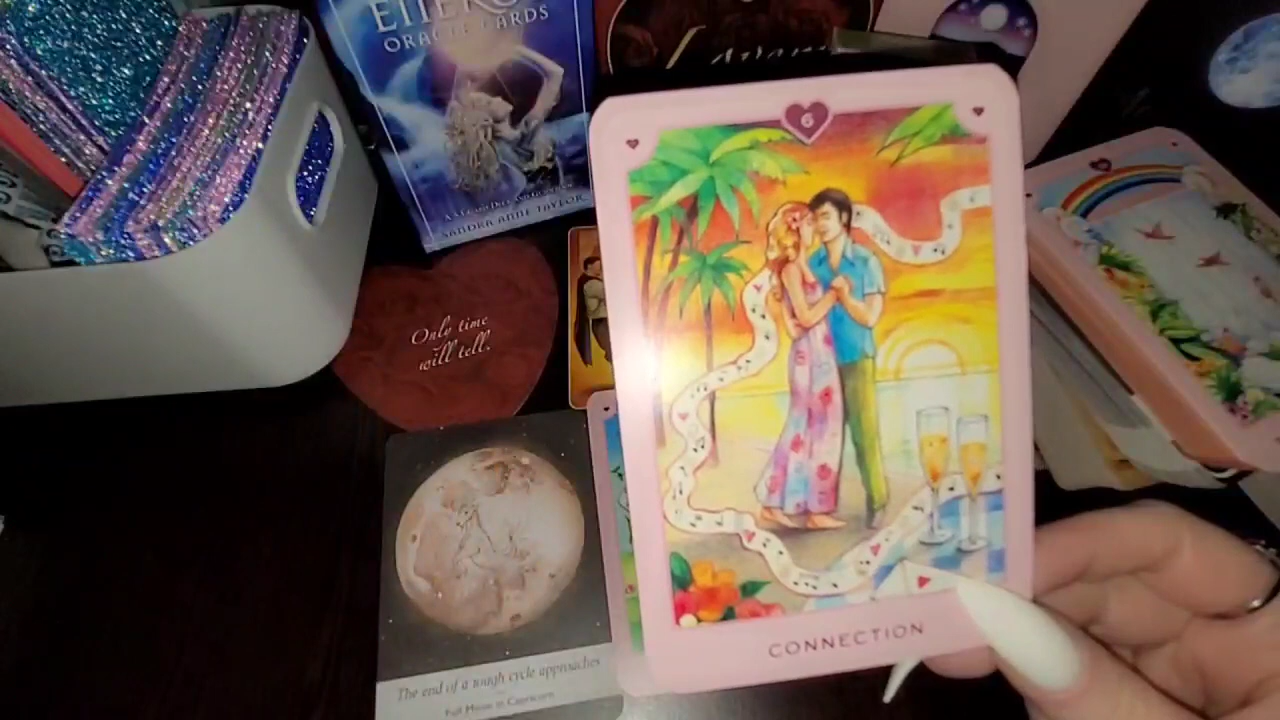 ENERGY
ORACLE CARDS
SANDRA ANNE TAYLOR
Only time
will tell.
6
CONNECTION
The end of a tough cycle approaches
Full Moon in Capricorn